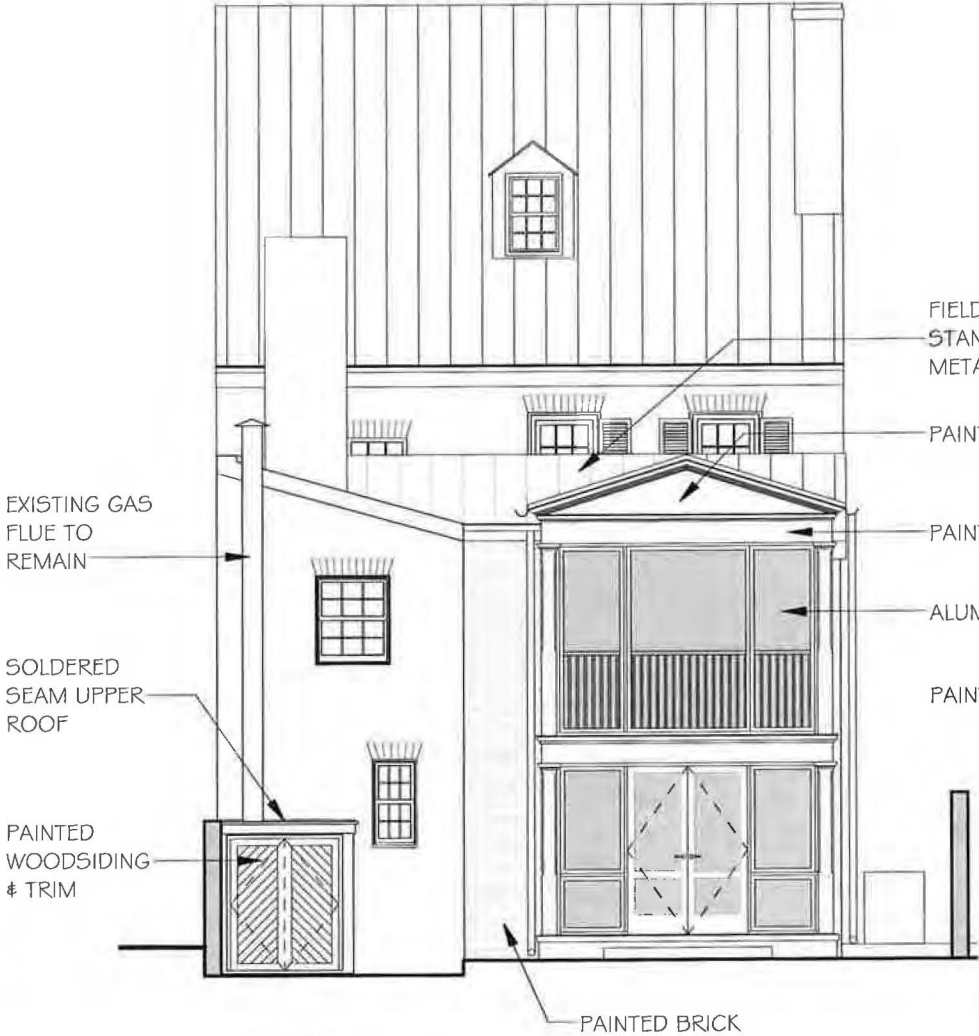 FIELD
STAN
META
PAINT
EXISTING GAS
FLUE TO
REMAIN
PAINT
ALUM
SOLDERED
SEAM UPPER
ROOF
PAINT
PAINTED
WOODSIDING
& TRIM
PAINTED BRICK